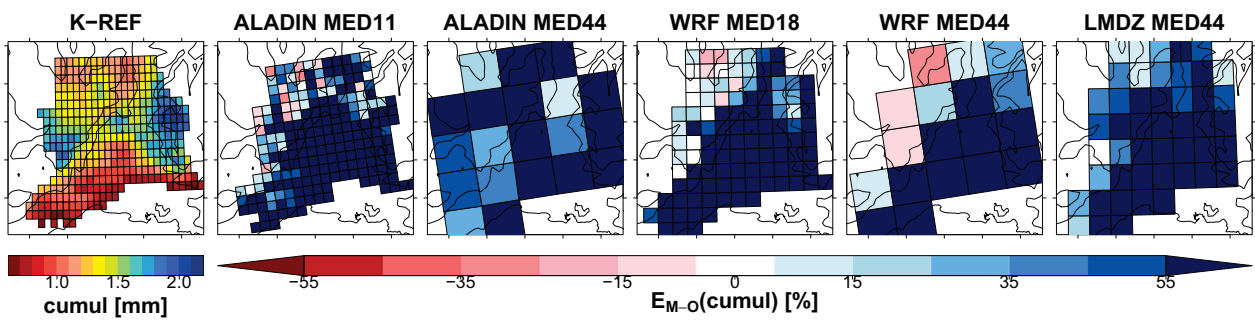 K−REF ALADIN MED11 ALADIN MED44 WRF MED18 WRF MED44 LMDZ MED44
1.0 1.5 2.0 −55 −35 −15 0 15 35 55
cumul [mm] E_M−O(cumul) [%]